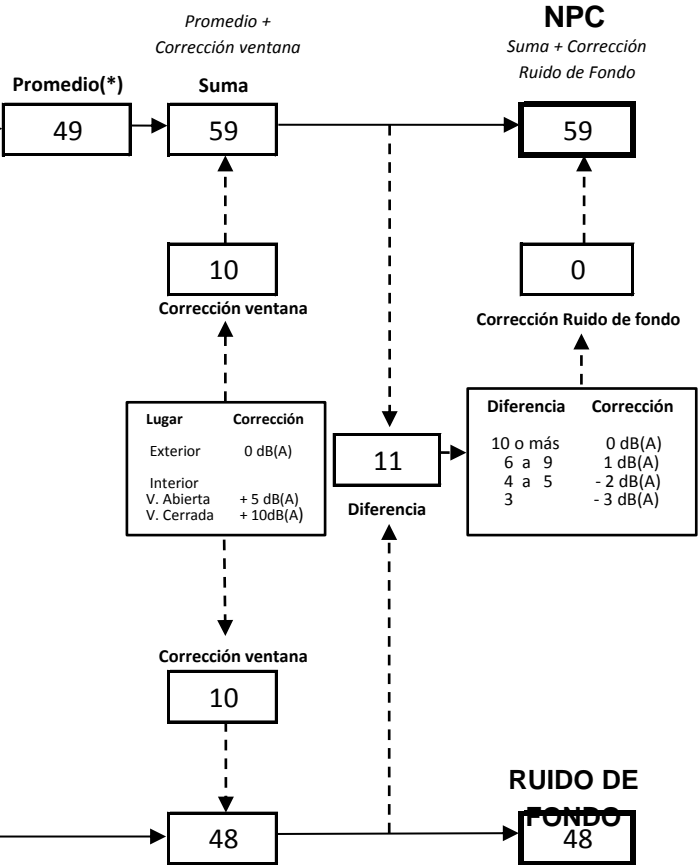 Promedio +
Corrección ventana
NPC
Suma + Corrección
Ruido de Fondo
Promedio(*)
Suma
49
59
59
10
0
Corrección ventana
Corrección Ruido de fondo
Lugar Corrección
Exterior 0 dB(A)
Interior
V. Abierta + 5 dB(A)
V. Cerrada + 10dB(A)
11
Diferencia
Diferencia Corrección
10 o más 0 dB(A)
6 a 9 1 dB(A)
4 a 5 - 2 dB(A)
3 - 3 dB(A)
Corrección ventana
10
RUIDO DE
FONDO
48
48